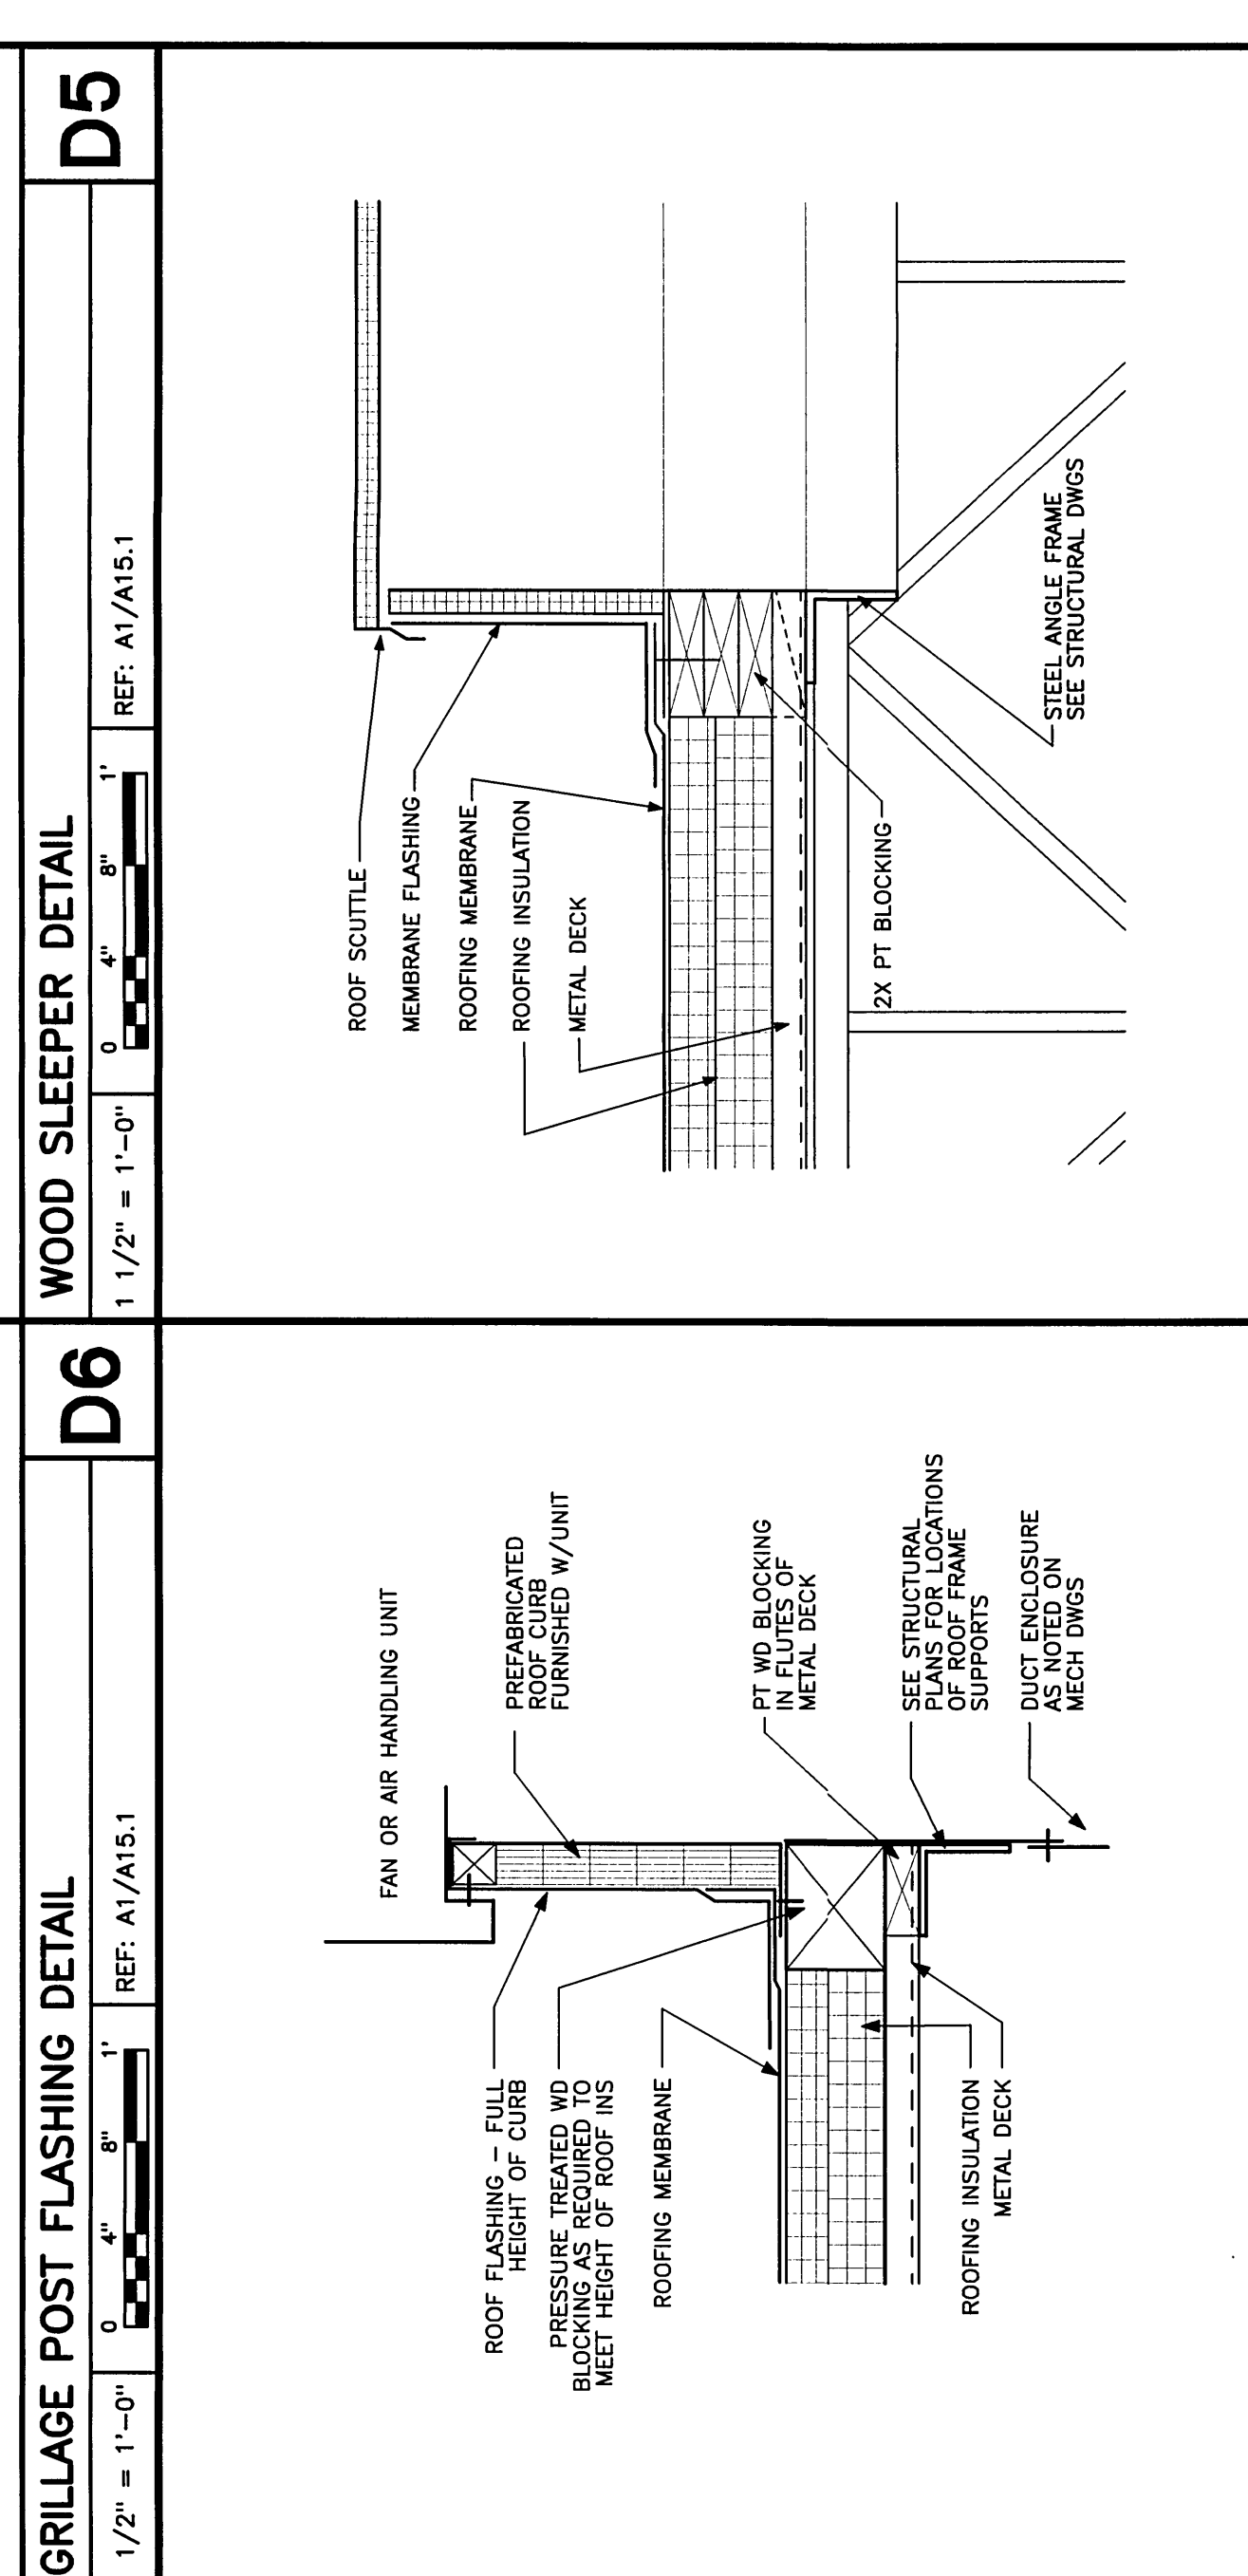 GRILLAGE POST FLASHING DETAIL
D6
1/2" = 1'-0"
0 4" 8" 1'
REF: A1/A15.1
WOOD SLEEPER DETAIL
D5
1 1/2" = 1'-0"
0 4" 8" 1'
REF: A1/A15.1
FAN OR AIR HANDLING UNIT
PREFABRICATED
ROOF CURB
FURNISHED W/UNIT
PT WD BLOCKING
IN FLUTES OF
METAL DECK
SEE STRUCTURAL
PLANS FOR LOCATIONS
OF ROOF FRAME
SUPPORTS
DUCT ENCLOSURE
AS NOTED ON
MECH DWGS
ROOF FLASHING - FULL
HEIGHT OF CURB
PRESSURE TREATED WD
BLOCKING AS REQUIRED TO
MEET HEIGHT OF ROOF INS
ROOFING MEMBRANE
ROOFING INSULATION
METAL DECK
ROOF SCUTTLE
MEMBRANE FLASHING
ROOFING MEMBRANE
ROOFING INSULATION
METAL DECK
2X PT BLOCKING
STEEL ANGLE FRAME
SEE STRUCTURAL DWGS